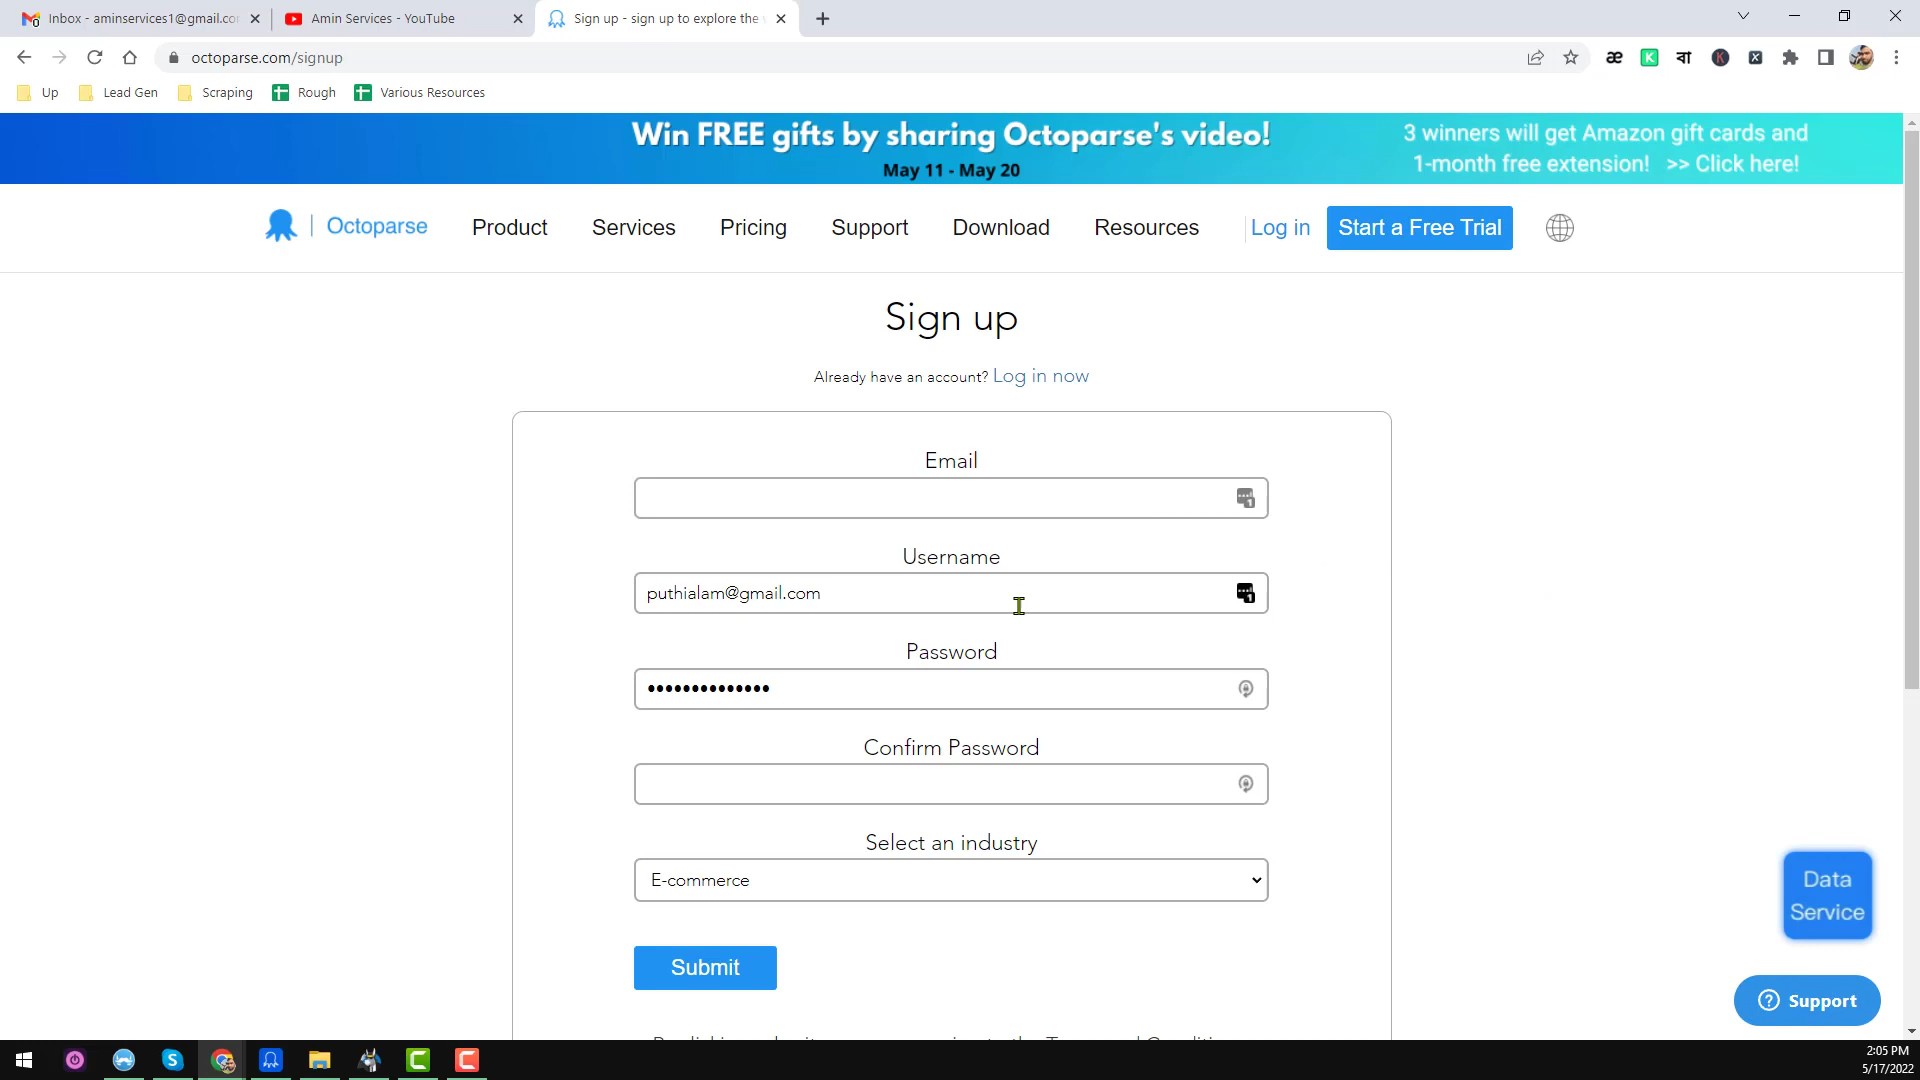 Inbox - aminservices1@gmail.co
Amin Services - YouTube
Sign up - sign up to explore the
octoparse.com/signup
Up
Lead Gen
Scraping
Rough
Various Resources
Win FREE gifts by sharing Octoparse's video!
May 11 - May 20
3 winners will get Amazon gift cards and
1-month free extension! >> Click here!
Octoparse
Product
Services
Pricing
Support
Download
Resources
Log in
Start a Free Trial
Sign up
Already have an account? Log in now
Email
Username
puthialam@gmail.com
Password
••••••••••••••
Confirm Password
Select an industry
E-commerce
Submit
Data
Service
Support
2:05 PM
5/17/2022